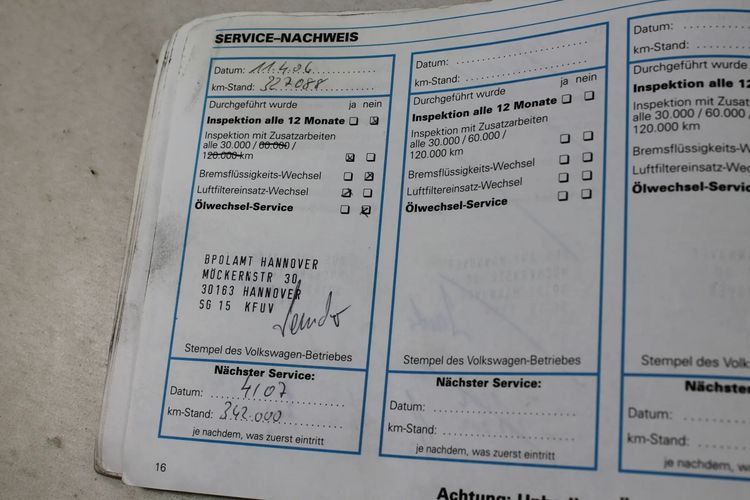 SERVICE-NACHWEIS
Datum: 11.4.06
km-Stand: 327088
Durchgeführt wurde ja nein
Inspektion alle 12 Monate
Inspektion mit Zusatzarbeiten
alle 30.000 / 60.000 /
120.000 km
Bremsflüssigkeits-Wechsel
Luftfiltereinsatz-Wechsel
Ölwechsel-Service
BPOLAMT HANNOVER
MÖCKERNSTR 30
30163 HANNOVER
SG 15 KFUV
Stempel des Volkswagen-Betriebes
Nächster Service:
Datum: 4/07
km-Stand: 342.000
je nachdem, was zuerst eintritt
16
Datum:
km-Stand:
Durchgeführt wurde ja nein
Inspektion alle 12 Monate
Inspektion mit Zusatzarbeiten
alle 30.000 / 60.000 /
120.000 km
Bremsflüssigkeits-Wechsel
Luftfiltereinsatz-Wechsel
Ölwechsel-Service
Stempel des Volkswagen-Betriebes
Nächster Service:
Datum:
km-Stand:
je nachdem, was zuerst eintritt
Datum:
km-Stand:
Durchgeführt wurde
Inspektion alle 12
Inspektion mit Zusatz
alle 30.000 / 60.000
120.000 km
Bremsflüssigkeits-W
Luftfiltereinsatz-We
Ölwechsel-Service
Stempel des Volkswa
Nächste
Datum:
km-Stand:
je nachdem,
Achtung: